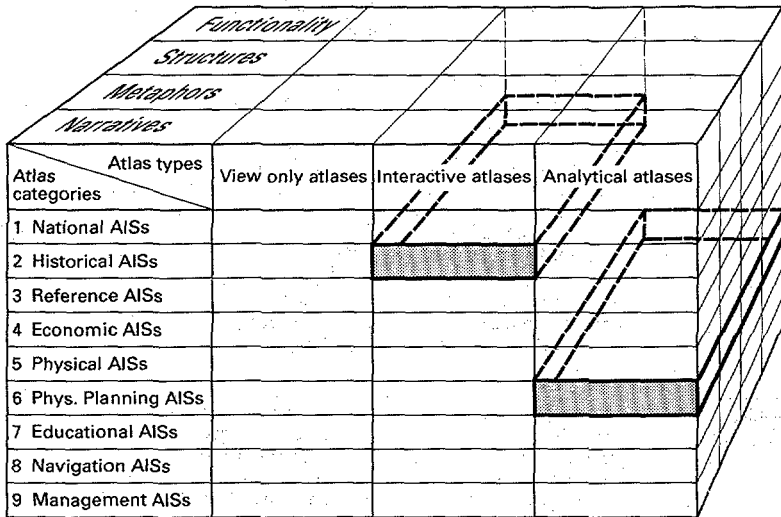 Functionality
Structures
Metaphors
Narratives
Atlas types
Atlas categories
View only atlases
Interactive atlases
Analytical atlases
1 National AISs
2 Historical AISs
3 Reference AISs
4 Economic AISs
5 Physical AISs
6 Phys. Planning AISs
7 Educational AISs
8 Navigation AISs
9 Management AISs